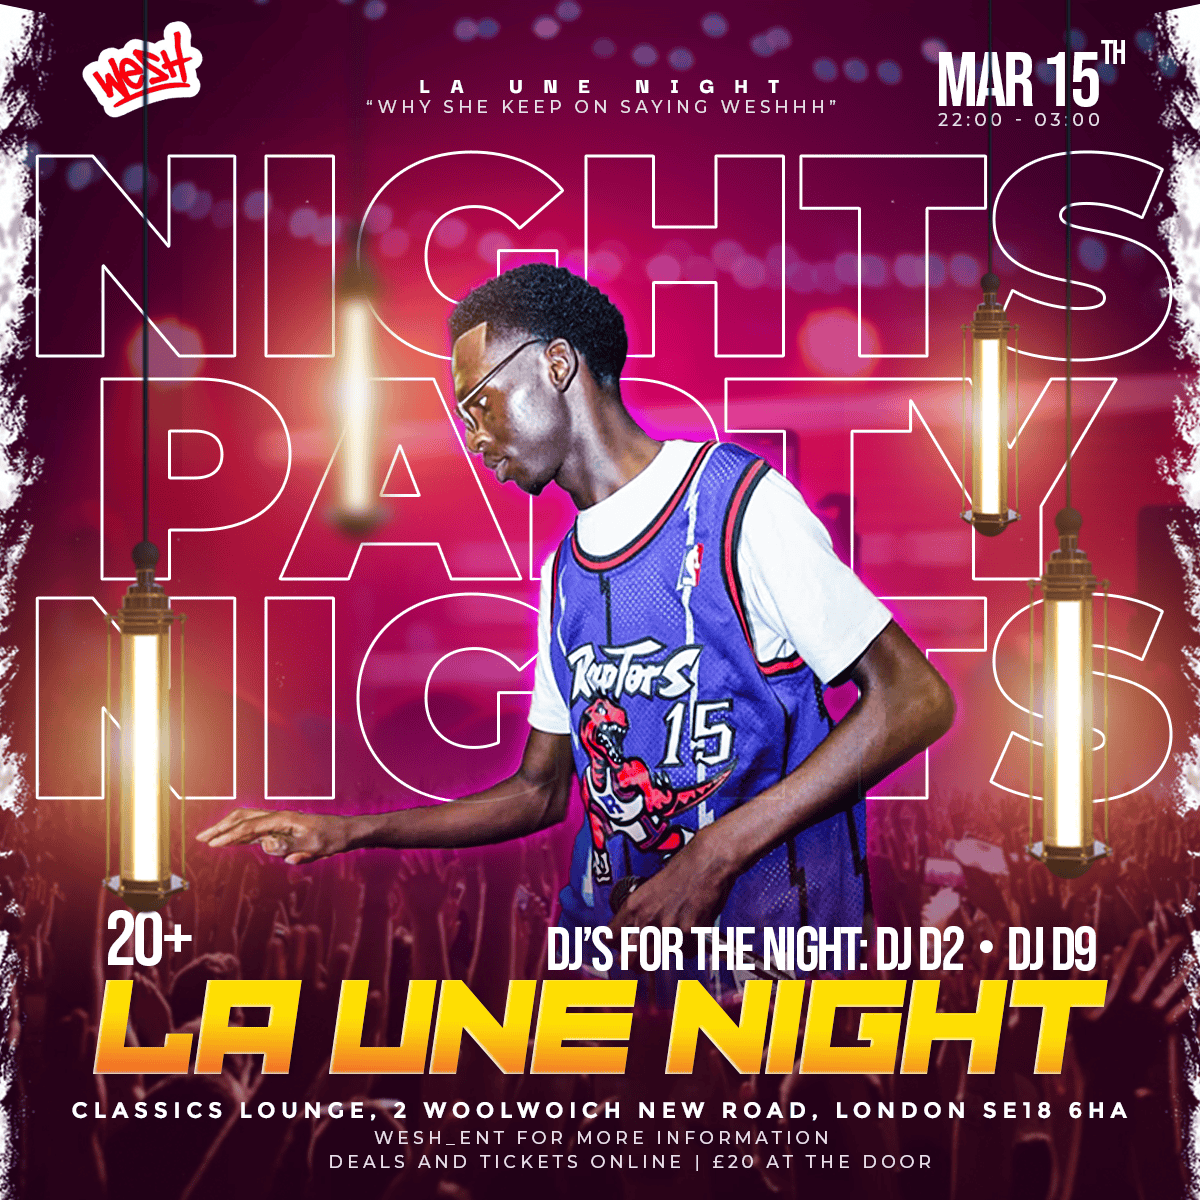 WESH
LA UNE NIGHT
“WHY SHE KEEP ON SAYING WESHHH”
MAR 15TH
22:00 - 03:00
NIGHTS
PARTY
NIGHTS
RAPTORS
15
20+
DJ'S FOR THE NIGHT: DJ D2 • DJ D9
LA UNE NIGHT
CLASSICS LOUNGE, 2 WOOLWOICH NEW ROAD, LONDON SE18 6HA
WESH_ENT FOR MORE INFORMATION
DEALS AND TICKETS ONLINE | £20 AT THE DOOR